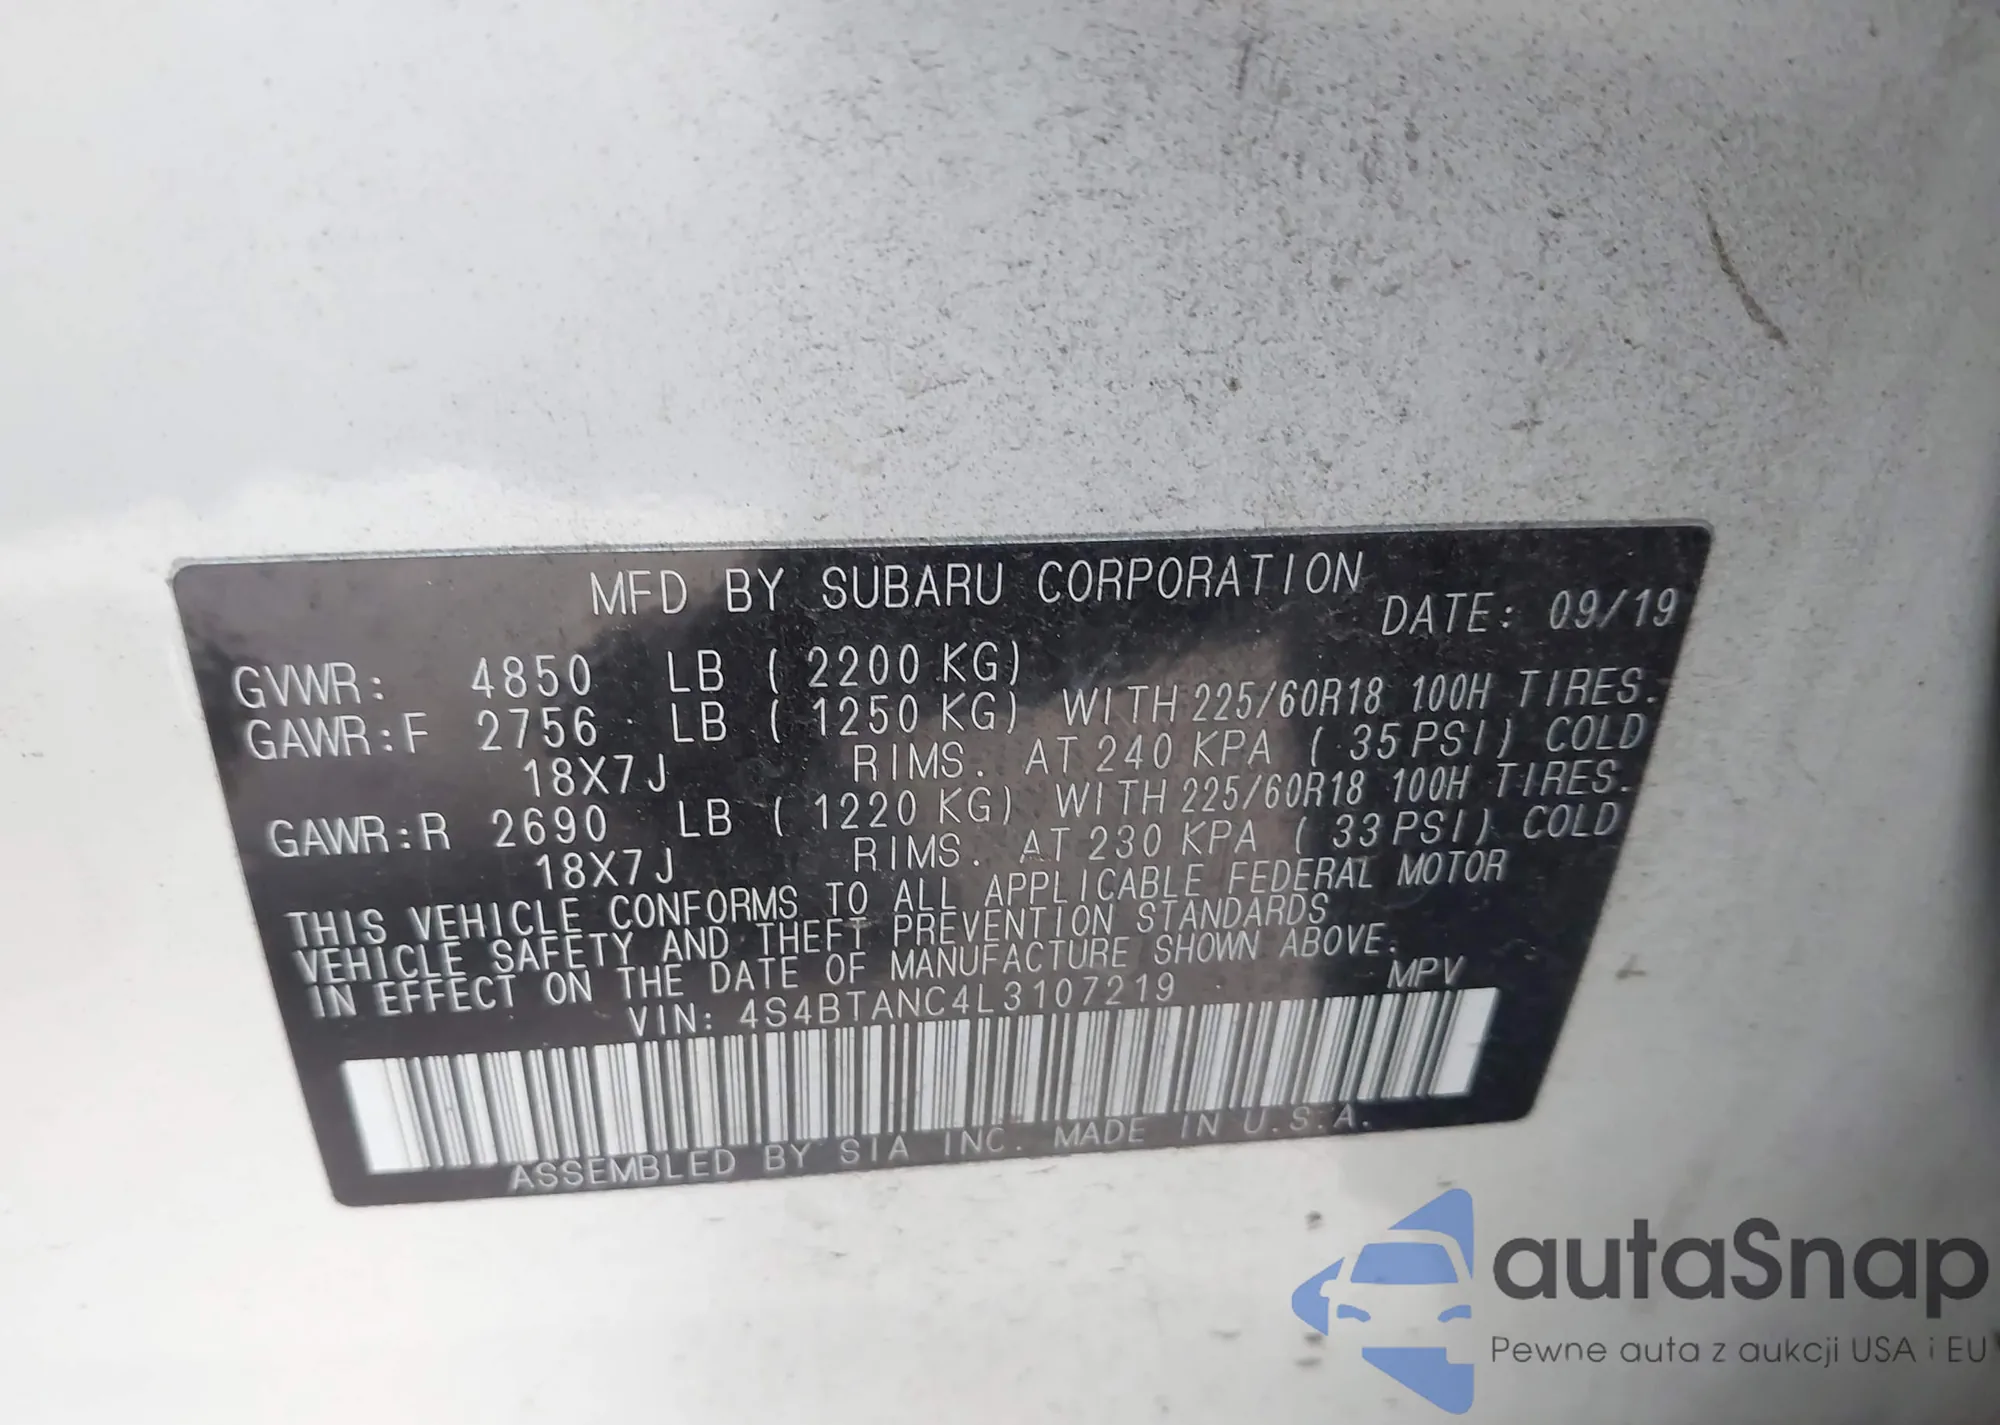 MFD BY SUBARU CORPORATION
DATE: 09/19
GVWR: 4850 LB ( 2200 KG)
GAWR:F 2756 LB ( 1250 KG) WITH 225/60R18 100H TIRES.
18X7J RIMS. AT 240 KPA ( 35 PSI) COLD
GAWR:R 2690 LB ( 1220 KG) WITH 225/60R18 100H TIRES.
18X7J RIMS. AT 230 KPA ( 33 PSI) COLD
THIS VEHICLE CONFORMS TO ALL APPLICABLE FEDERAL MOTOR
VEHICLE SAFETY AND THEFT PREVENTION STANDARDS
IN EFFECT ON THE DATE OF MANUFACTURE SHOWN ABOVE.
VIN: 4S4BTANC4L3107219 MPV
ASSEMBLED BY SIA INC. MADE IN U.S.A.
autaSnap
Pewne auta z aukcji USA i EU